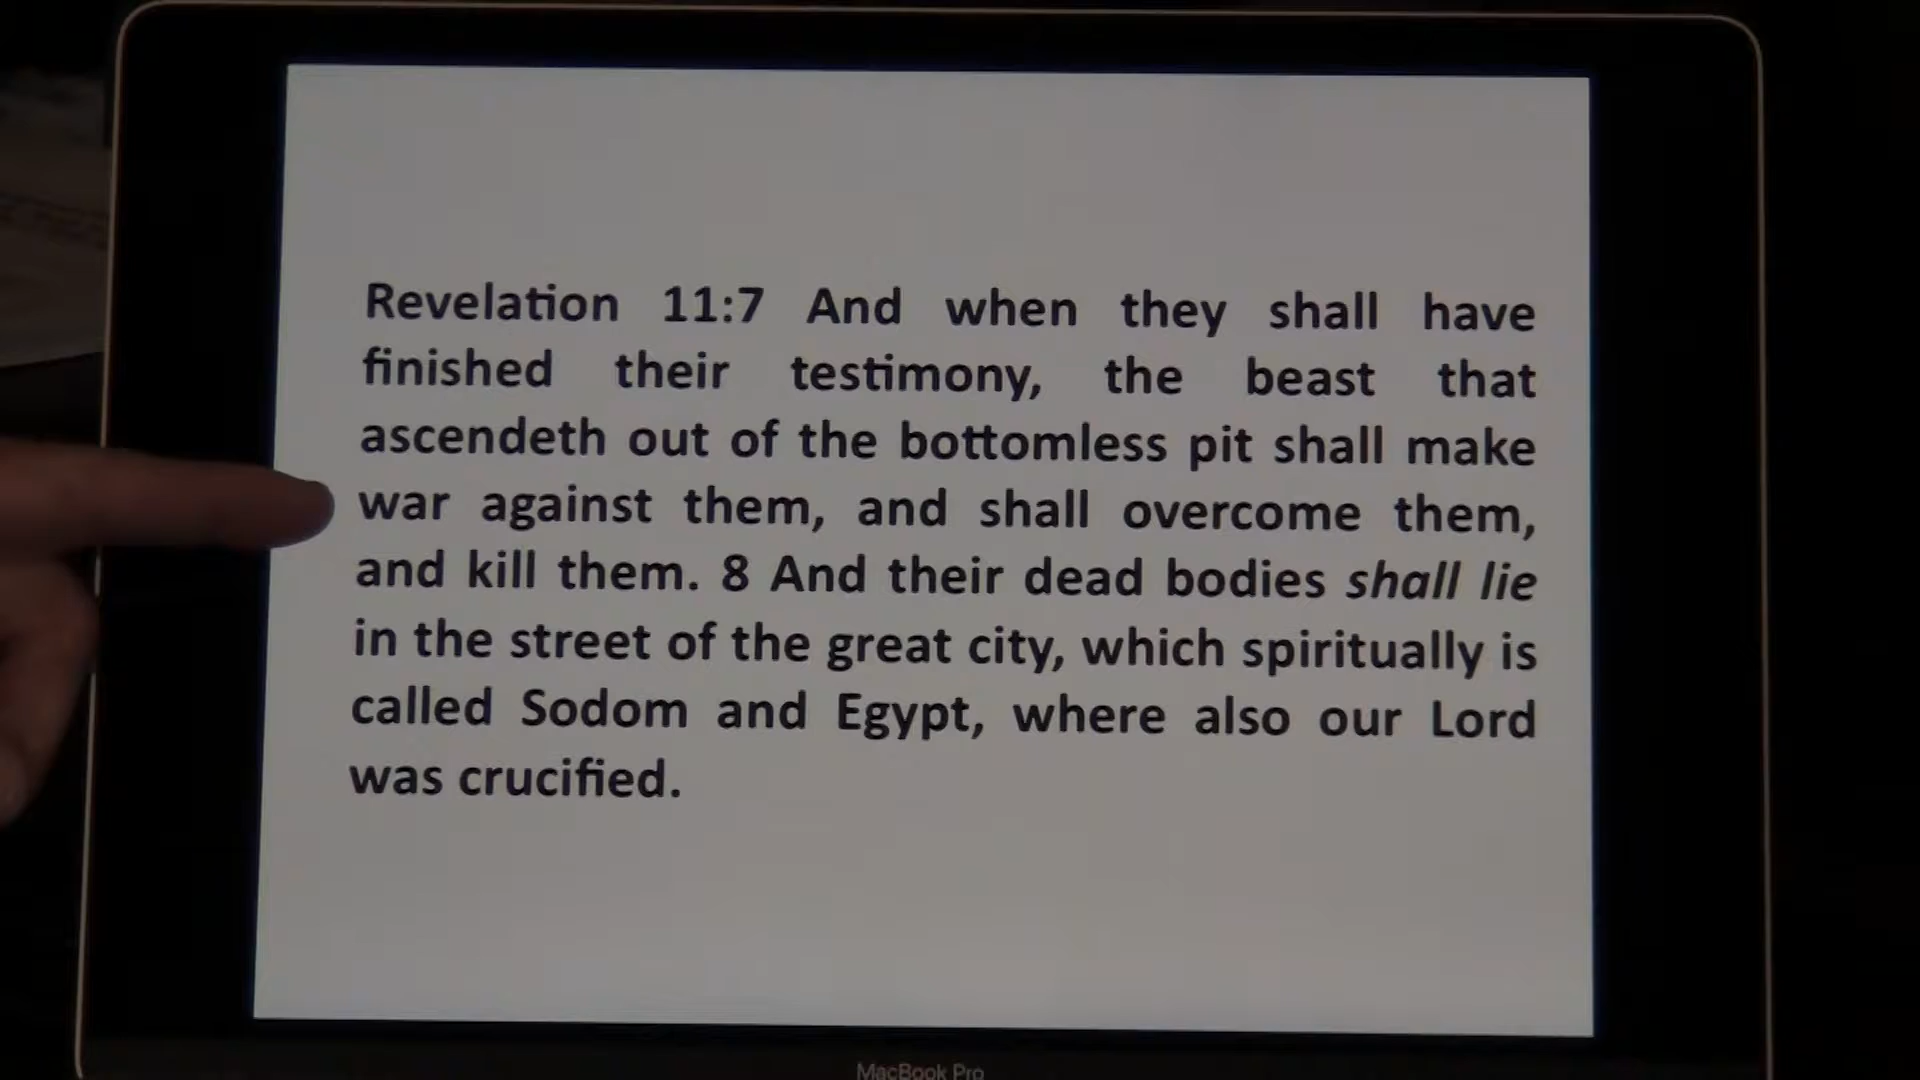 Revelation 11:7 And when they shall have
finished their testimony, the beast that
ascendeth out of the bottomless pit shall make
war against them, and shall overcome them,
and kill them. 8 And their dead bodies shall lie
in the street of the great city, which spiritually is
called Sodom and Egypt, where also our Lord
was crucified.
MacBook Pro